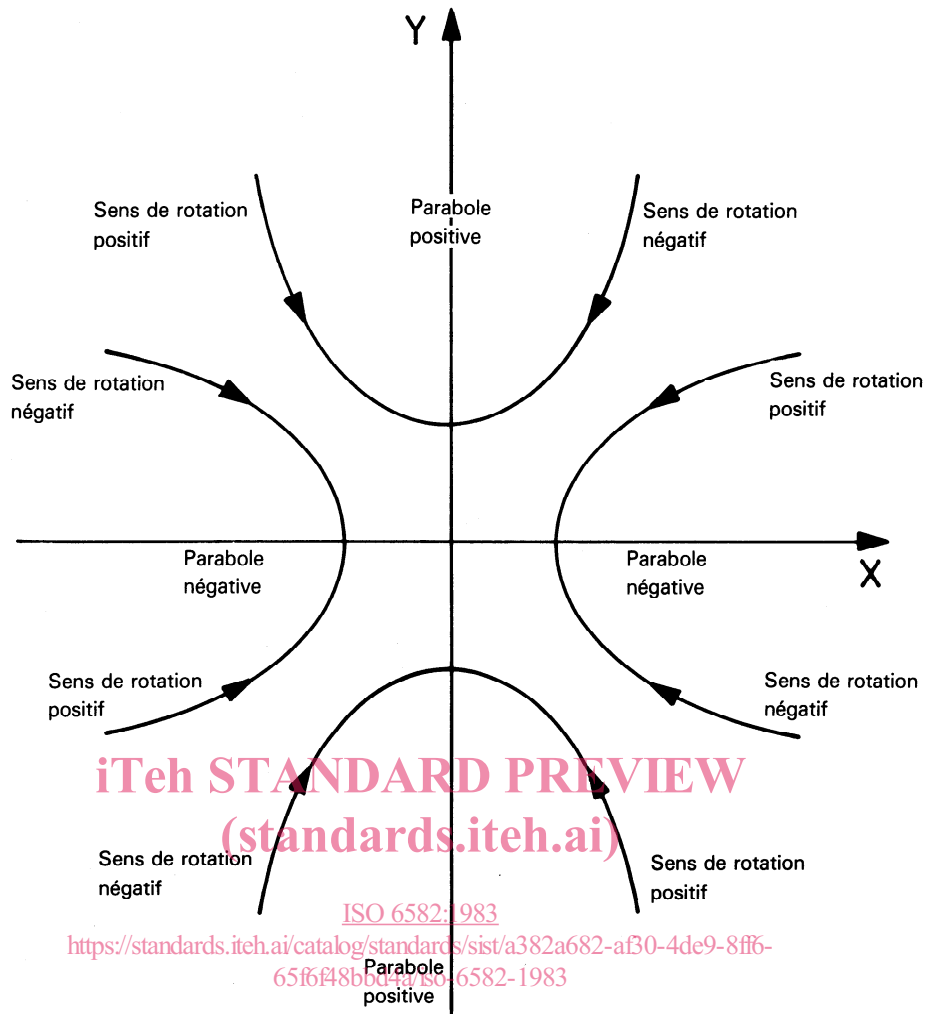 Y
Sens de rotation
positif
Parabole
positive
Sens de rotation
négatif
Sens de rotation
négatif
Sens de rotation
positif
Parabole
négative
Parabole
négative
X
Sens de rotation
positif
Sens de rotation
négatif
iTeh STANDARD PREVIEW
(standards.iteh.ai)
Sens de rotation
négatif
Sens de rotation
positif
ISO 6582:1983
https://standards.iteh.ai/catalog/standards/sist/a382a682-af30-4de9-8ff6-
65f6f48bbd4a/iso-6582-1983
Parabole
positive